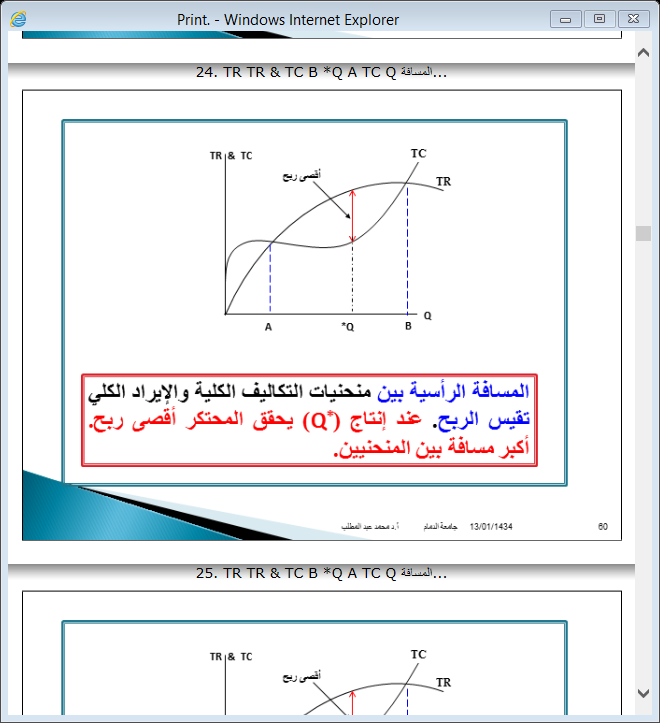 Print. - Windows Internet Explorer
24. TR TR & TC B *Q A TC Q المسافة...
TR & TC
TC
TR
أقصى ربح
Q
A
*Q
B
المسافة الرأسية بين منحنيات التكاليف الكلية والإيراد الكلي
تقيس الربح. عند إنتاج (Q*) يحقق المحتكر أقصى ربح.
أكبر مسافة بين المنحنيين.
أ.د محمد عبد المطلب
جامعة الدمام
13/01/1434
60
25. TR TR & TC B *Q A TC Q المسافة...
TR & TC
TC
TR
أقصى ربح